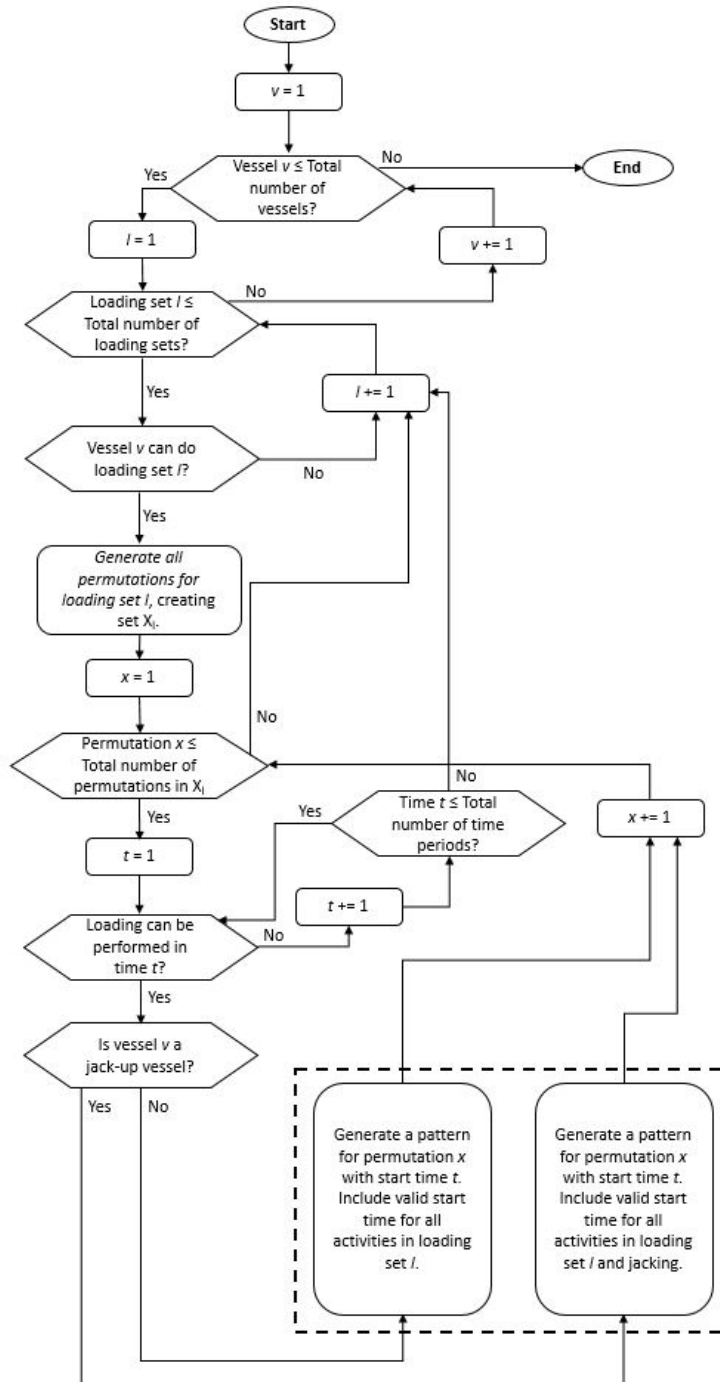 Start
v = 1
Vessel v ≤ Total
number of
vessels?
Yes
No
End
l = 1
v += 1
Loading set l ≤
Total number of
loading sets?
No
Yes
l += 1
Vessel v can do
loading set l?
No
Yes
Generate all
permutations for
loading set l, creating
set Xₗ.
x = 1
No
Permutation x ≤
Total number of
permutations in Xₗ
No
Yes
Time t ≤ Total
number of time
periods?
Yes
x += 1
t = 1
t += 1
Loading can be
performed in
time t?
No
Yes
Is vessel v a
jack-up vessel?
Yes
No
Generate a pattern
for permutation x
with start time t.
Include valid start
time for all
activities in loading
set l.
Generate a pattern
for permutation x
with start time t.
Include valid start
time for all
activities in loading
set l and jacking.